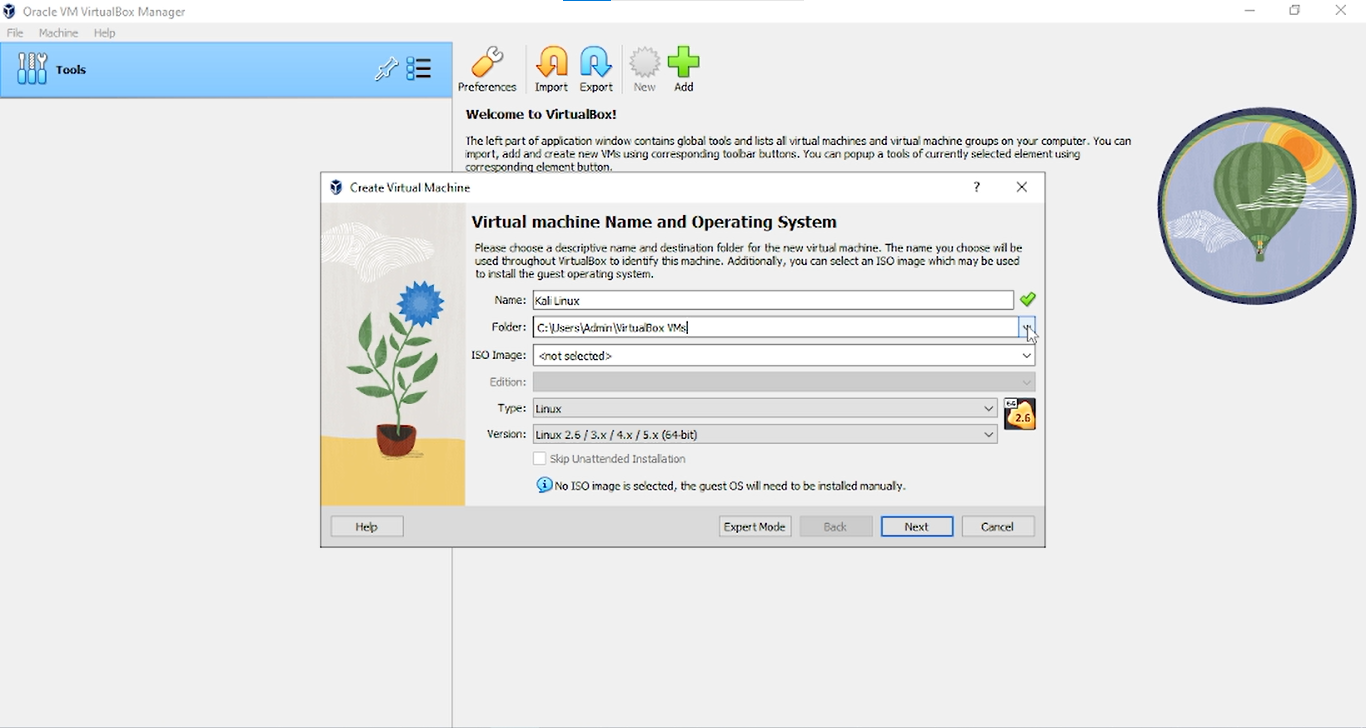 Oracle VM VirtualBox Manager
File Machine Help
Tools
Preferences Import Export New Add
Welcome to VirtualBox!
The left part of application window contains global tools and lists all virtual machines and virtual machine groups on your computer. You can
import, add and create new VMs using corresponding toolbar buttons. You can popup a tools of currently selected element using
corresponding element button.
Create Virtual Machine
?
Virtual machine Name and Operating System
Please choose a descriptive name and destination folder for the new virtual machine. The name you choose will be
used throughout VirtualBox to identify this machine. Additionally, you can select an ISO image which may be used
to install the guest operating system.
Name: Kali Linux
Folder: C:\Users\Admin\VirtualBox VMs
ISO Image: <not selected>
Edition:
Type: Linux
64
2.6
Version: Linux 2.6 / 3.x / 4.x / 5.x (64-bit)
Skip Unattended Installation
No ISO image is selected, the guest OS will need to be installed manually.
Help Expert Mode Back Next Cancel